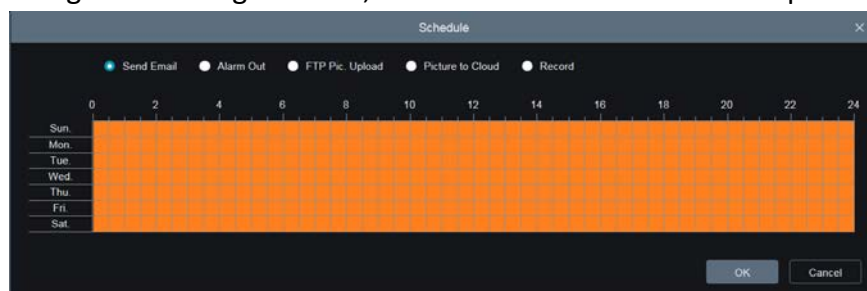 Schedule ×
Send Email Alarm Out FTP Pic. Upload Picture to Cloud Record
0 2 4 6 8 10 12 14 16 18 20 22 24
Sun.
Mon.
Tue.
Wed.
Thu.
Fri.
Sat.
OK Cancel